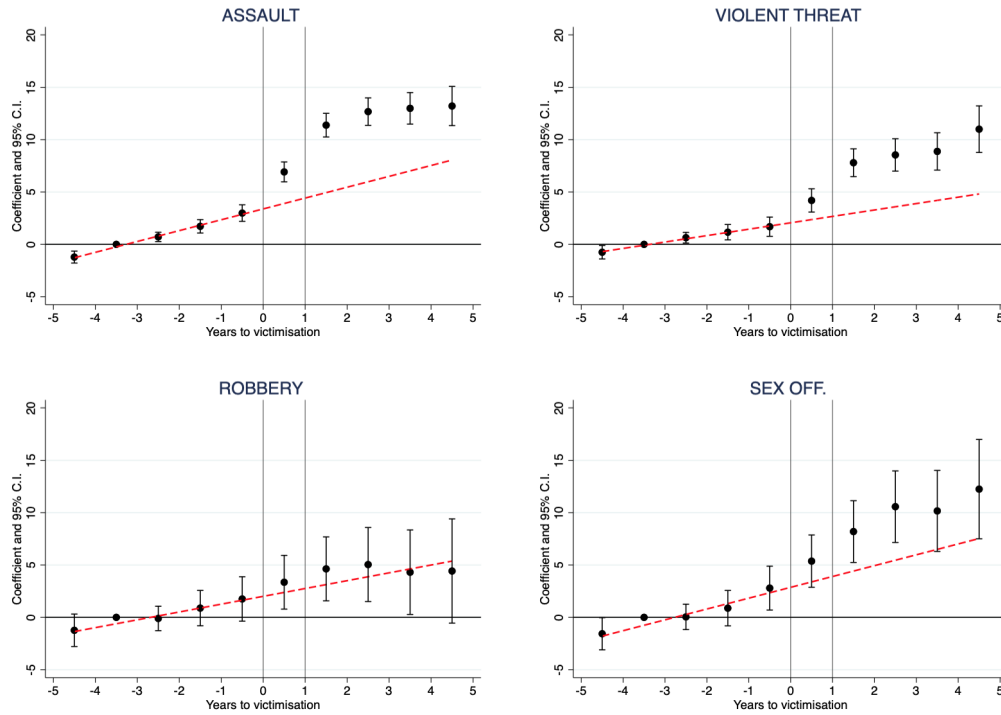 ASSAULT
Coefficient and 95% C.I.
20
15
10
5
0
-5
-5 -4 -3 -2 -1 0 1 2 3 4 5
Years to victimisation
VIOLENT THREAT
Coefficient and 95% C.I.
20
15
10
5
0
-5
-5 -4 -3 -2 -1 0 1 2 3 4 5
Years to victimisation
ROBBERY
Coefficient and 95% C.I.
20
15
10
5
0
-5
-5 -4 -3 -2 -1 0 1 2 3 4 5
Years to victimisation
SEX OFF.
Coefficient and 95% C.I.
20
15
10
5
0
-5
-5 -4 -3 -2 -1 0 1 2 3 4 5
Years to victimisation